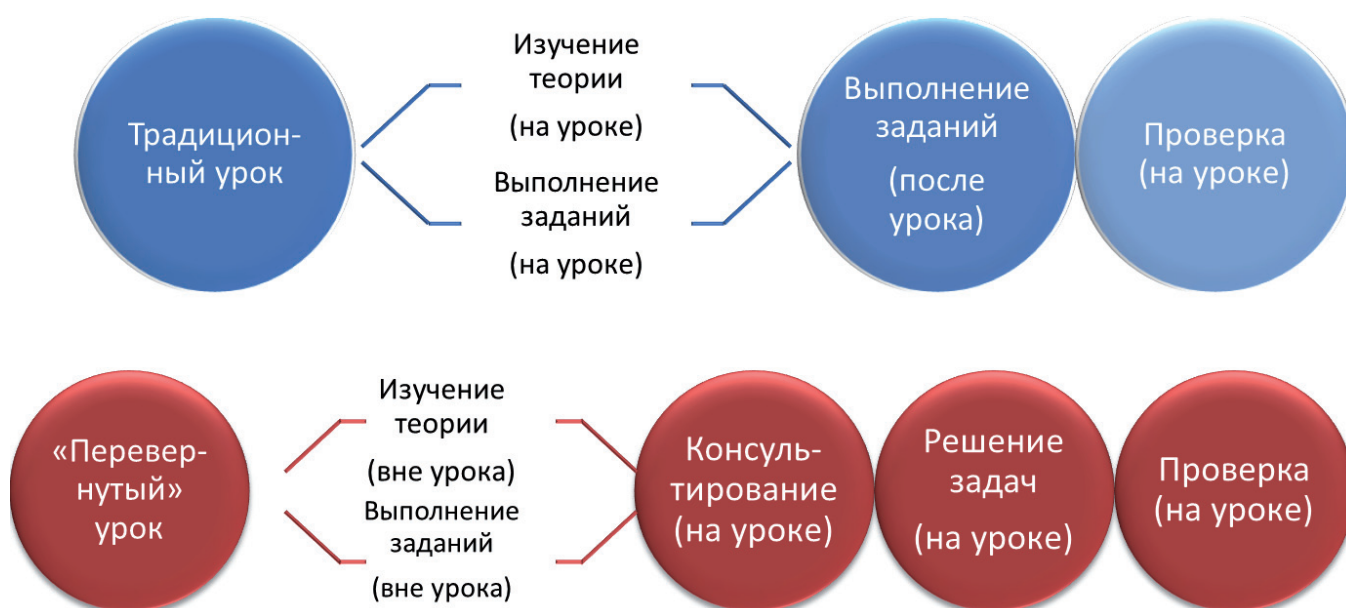 Традицион-
ный урок
Изучение
теории
(на уроке)
Выполнение
заданий
(на уроке)
Выполнение
заданий
(после
урока)
Проверка
(на уроке)
«Перевер-
нутый»
урок
Изучение
теории
(вне урока)
Выполнение
заданий
(вне урока)
Консуль-
тирование
(на уроке)
Решение
задач
(на уроке)
Проверка
(на уроке)